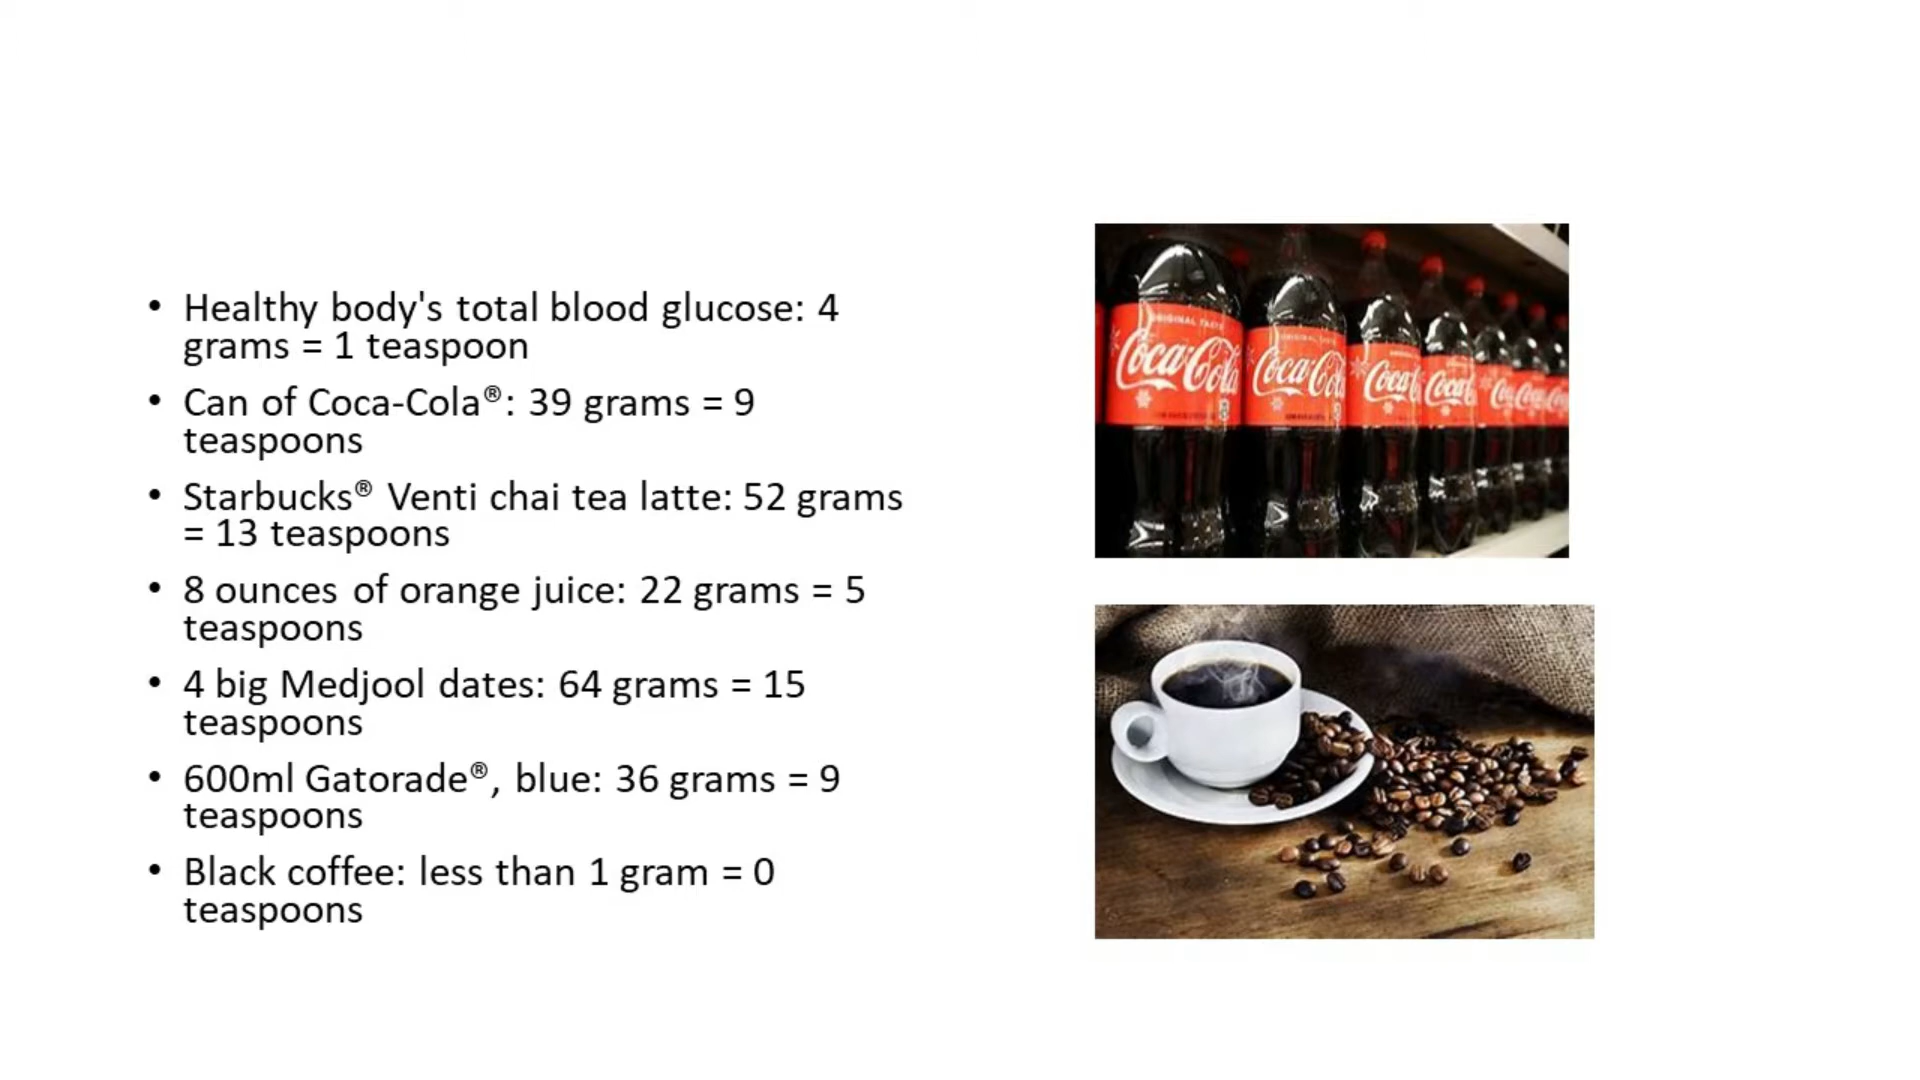 • Healthy body's total blood glucose: 4
grams = 1 teaspoon
• Can of Coca-Cola®: 39 grams = 9
teaspoons
• Starbucks® Venti chai tea latte: 52 grams
= 13 teaspoons
• 8 ounces of orange juice: 22 grams = 5
teaspoons
• 4 big Medjool dates: 64 grams = 15
teaspoons
• 600ml Gatorade®, blue: 36 grams = 9
teaspoons
• Black coffee: less than 1 gram = 0
teaspoons
ORIGINAL TASTE
Coca-Cola
Coca-Cola